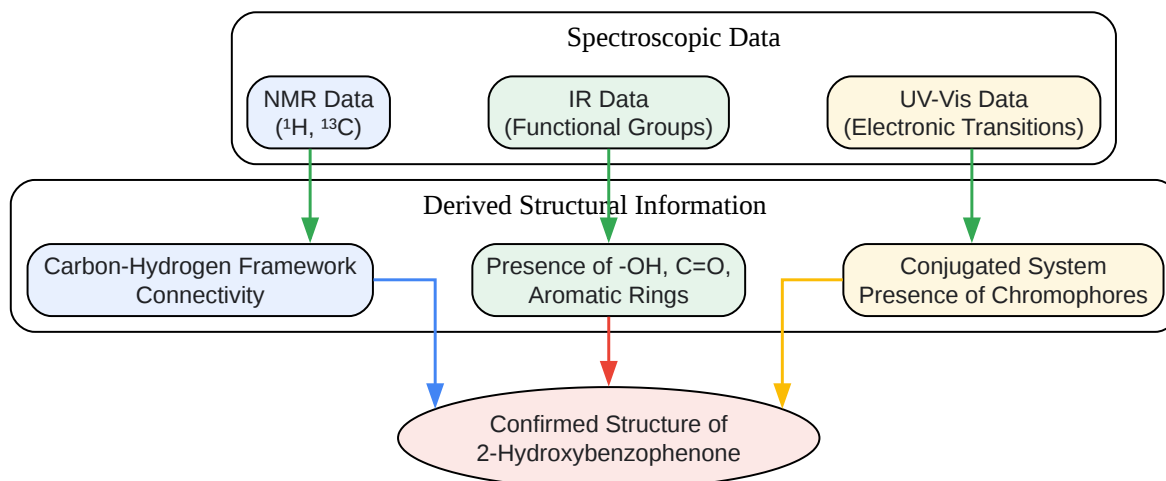 Spectroscopic Data
NMR Data
(¹H, ¹³C)
IR Data
(Functional Groups)
UV-Vis Data
(Electronic Transitions)
Derived Structural Information
Carbon-Hydrogen Framework
Connectivity
Presence of -OH, C=O,
Aromatic Rings
Conjugated System
Presence of Chromophores
Confirmed Structure of
2-Hydroxybenzophenone